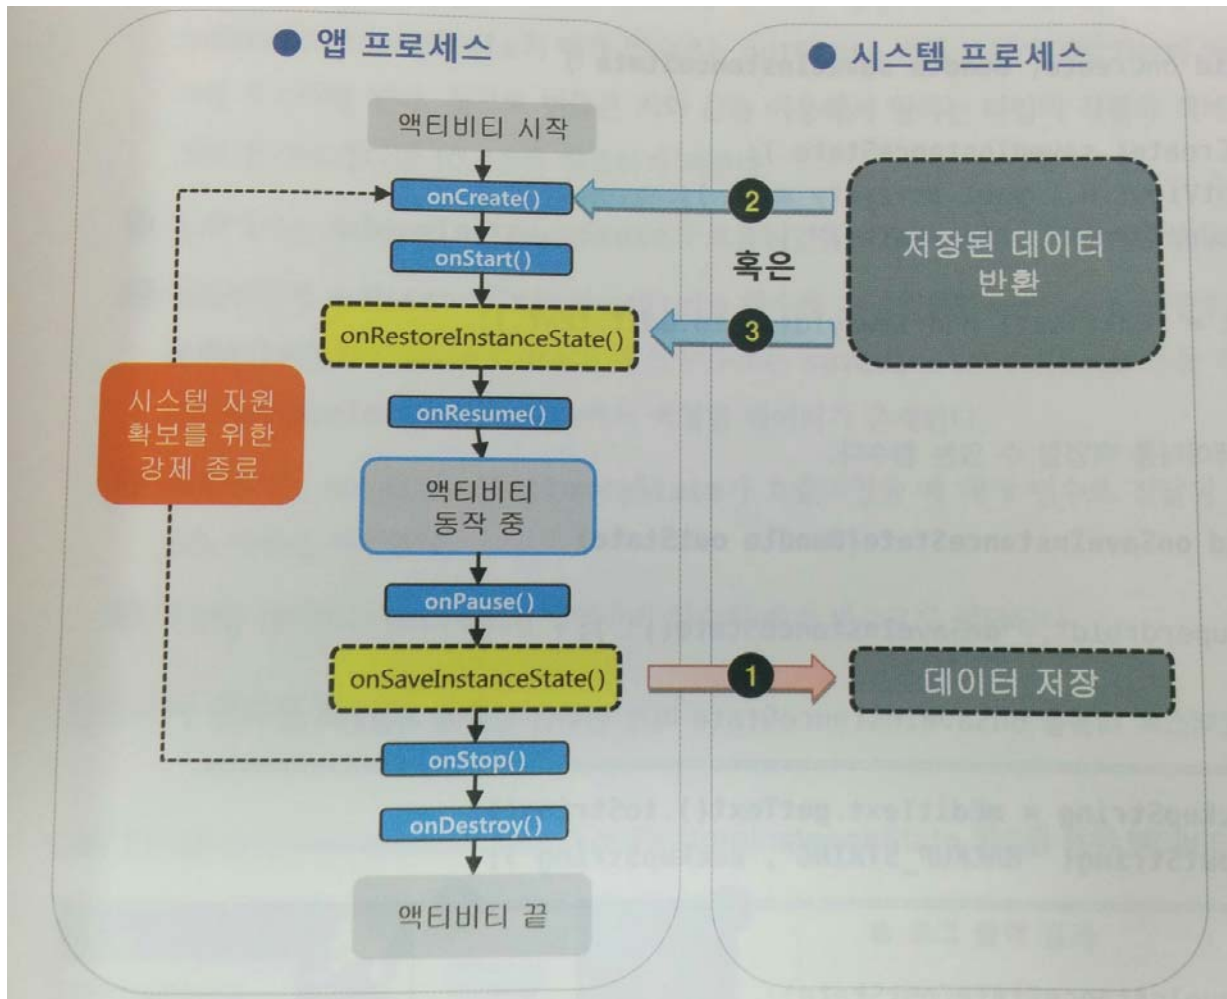 ● 앱 프로세스
액티비티 시작
onCreate()
onStart()
onRestoreInstanceState()
onResume()
액티비티
동작 중
onPause()
onSaveInstanceState()
onStop()
onDestroy()
액티비티 끝
시스템 자원
확보를 위한
강제 종료
● 시스템 프로세스
2
혹은
3
저장된 데이터
반환
1
데이터 저장